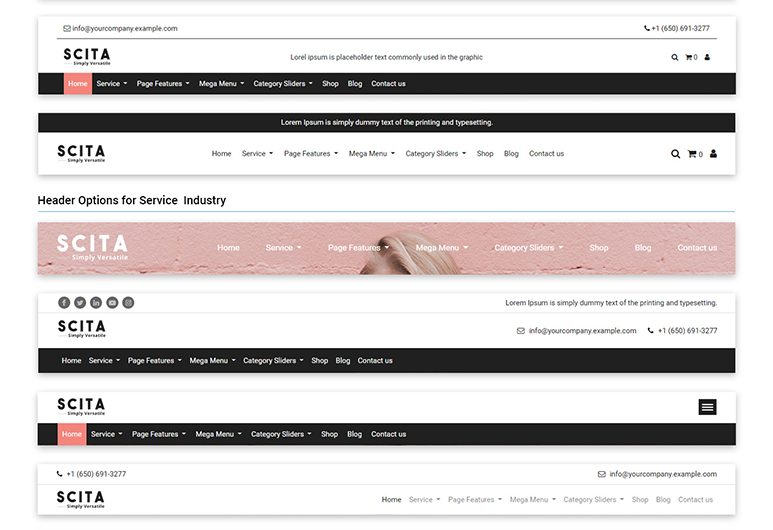 info@yourcompany.example.com +1 (650) 691-3277
SCITA
Simply Versatile
Lorel ipsum is placeholder text commonly used in the graphic
0
Home Service Page Features Mega Menu Category Sliders Shop Blog Contact us
Lorem Ipsum is simply dummy text of the printing and typesetting.
SCITA
Simply Versatile
Home Service Page Features Mega Menu Category Sliders Shop Blog Contact us
0
Header Options for Service Industry
SCITA
Simply Versatile
Home Service Page Features Mega Menu Category Sliders Shop Blog Contact us
Lorem Ipsum is simply dummy text of the printing and typesetting.
SCITA
Simply Versatile
info@yourcompany.example.com +1 (650) 691-3277
Home Service Page Features Mega Menu Category Sliders Shop Blog Contact us
SCITA
Simply Versatile
Home Service Page Features Mega Menu Category Sliders Shop Blog Contact us
+1 (650) 691-3277 info@yourcompany.example.com
SCITA
Simply Versatile
Home Service Page Features Mega Menu Category Sliders Shop Blog Contact us